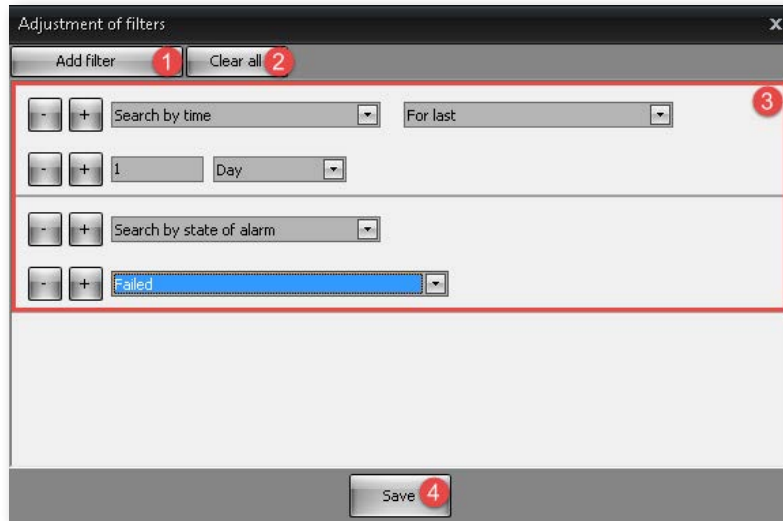 Adjustment of filters x
Add filter 1 Clear all 2
3
- + Search by time For last
- + 1 Day
- + Search by state of alarm
- + Failed
Save 4